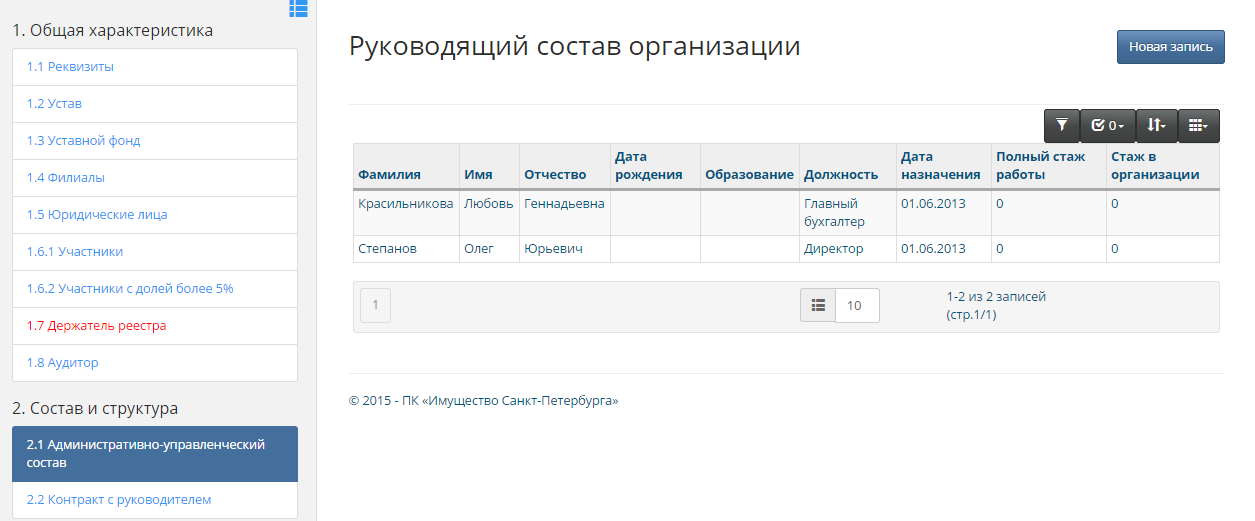 1. Общая характеристика
1.1 Реквизиты
1.2 Устав
1.3 Уставной фонд
1.4 Филиалы
1.5 Юридические лица
1.6.1 Участники
1.6.2 Участники с долей более 5%
1.7 Держатель реестра
1.8 Аудитор
2. Состав и структура
2.1 Административно-управленческий
состав
2.2 Контракт с руководителем
Руководящий состав организации
Новая запись
0
Фамилия Имя Отчество Дата рождения Образование Должность Дата назначения Полный стаж работы Стаж в организации
Красильникова Любовь Геннадьевна Главный бухгалтер 01.06.2013 0 0
Степанов Олег Юрьевич Директор 01.06.2013 0 0
1 10 1-2 из 2 записей
(стр.1/1)
© 2015 - ПК «Имущество Санкт-Петербурга»